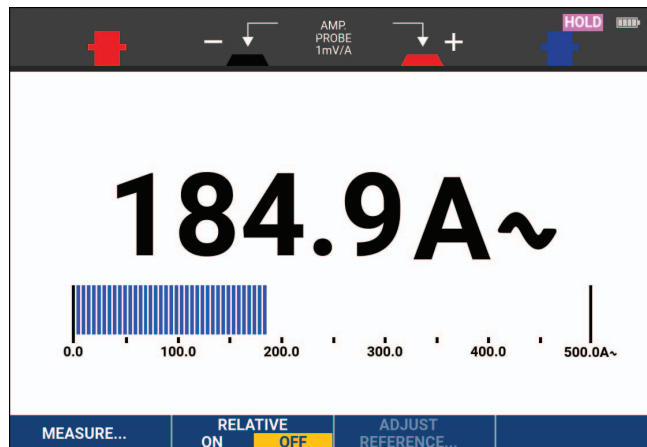 AMP.
PROBE
1mV/A
− +
HOLD
184.9A~
0.0 100.0 200.0 300.0 400.0 500.0A~
MEASURE...
RELATIVE
ON OFF
ADJUST
REFERENCE...